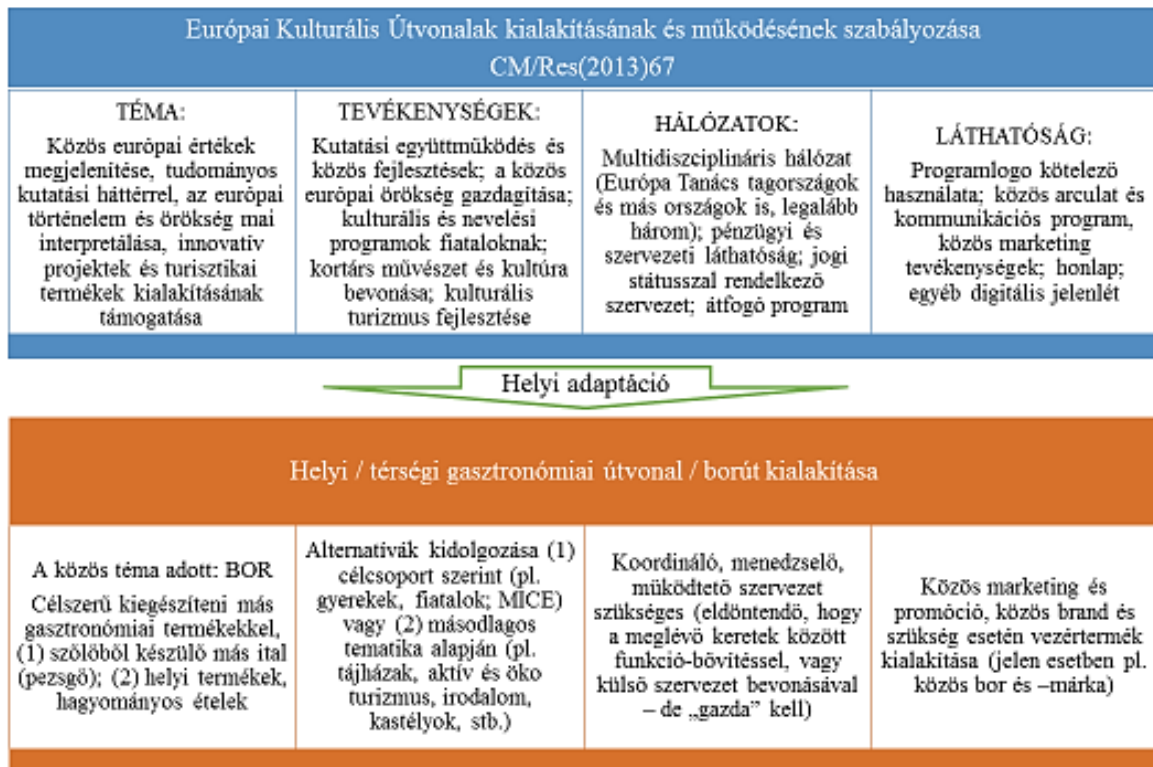 Európai Kulturális Útvonalak kialakításának és működésének szabályozása
CM/Res(2013)67
TÉMA:
Közös európai értékek
megjelenítése, tudományos
kutatási háttérrel, az európai
történelem és örökség mai
interpretálása, innovatív
projektek és turisztikai
termékek kialakításának
támogatása
TEVÉKENYSÉGEK:
Kutatási együttműködés és
közös fejlesztések; a közös
európai örökség gazdagítása;
kulturális és nevelési
programok fiataloknak;
kortárs művészet és kultúra
bevonása; kulturális
turizmus fejlesztése
HÁLÓZATOK:
Multidiszciplináris hálózat
(Európa Tanács tagországok
és más országok is, legalább
három); pénzügyi és
szervezeti láthatóság; jogi
státusszal rendelkező
szervezet; átfogó program
LÁTHATÓSÁG:
Programlogo kötelező
használata; közös arculat és
kommunikációs program,
közös marketing
tevékenységek; honlap;
egyéb digitális jelenlét
Helyi adaptáció
Helyi / térségi gasztronómiai útvonal / borút kialakítása
A közös téma adott: BOR
Célszerű kiegészíteni más
gasztronómiai termékekkel,
(1) szőlőből készülő más ital
(pezsgő); (2) helyi termékek,
hagyományos ételek
Alternatívák kidolgozása (1)
célcsoport szerint (pl.
gyerekek, fiatalok; MICE)
vagy (2) másodlagos
tematika alapján (pl.
tájházak, aktív és öko
turizmus, irodalom,
kastélyok, stb.)
Koordináló, menedzselő,
működtető szervezet
szükséges (eldöntendő, hogy
a meglévő keretek között
funkció-bővítéssel, vagy
külső szervezet bevonásával
– de „gazda” kell)
Közös marketing és
promóció, közös brand és
szükség esetén vezértermék
kialakítása (jelen esetben pl.
közös bor és –márka)